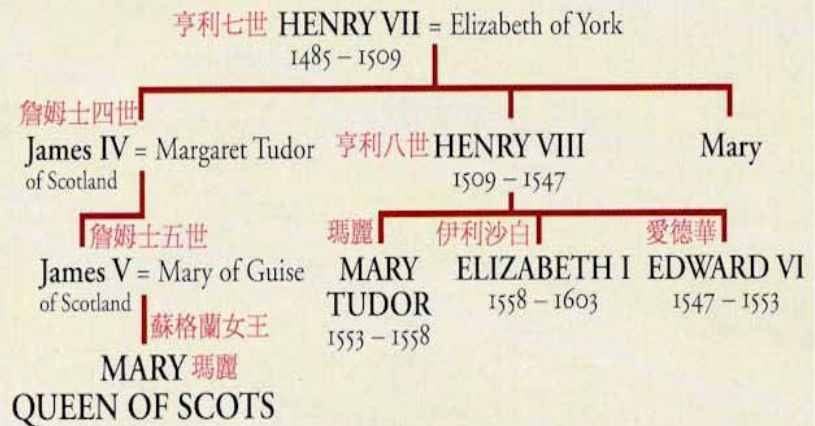 亨利七世 HENRY VII = Elizabeth of York
1485 – 1509
詹姆士四世
James IV = Margaret Tudor
of Scotland
亨利八世 HENRY VIII
1509 – 1547
Mary
詹姆士五世
James V = Mary of Guise
of Scotland
瑪麗
MARY
TUDOR
1553 – 1558
伊利沙白
ELIZABETH I
1558 – 1603
愛德華
EDWARD VI
1547 – 1553
蘇格蘭女王
MARY 瑪麗
QUEEN OF SCOTS